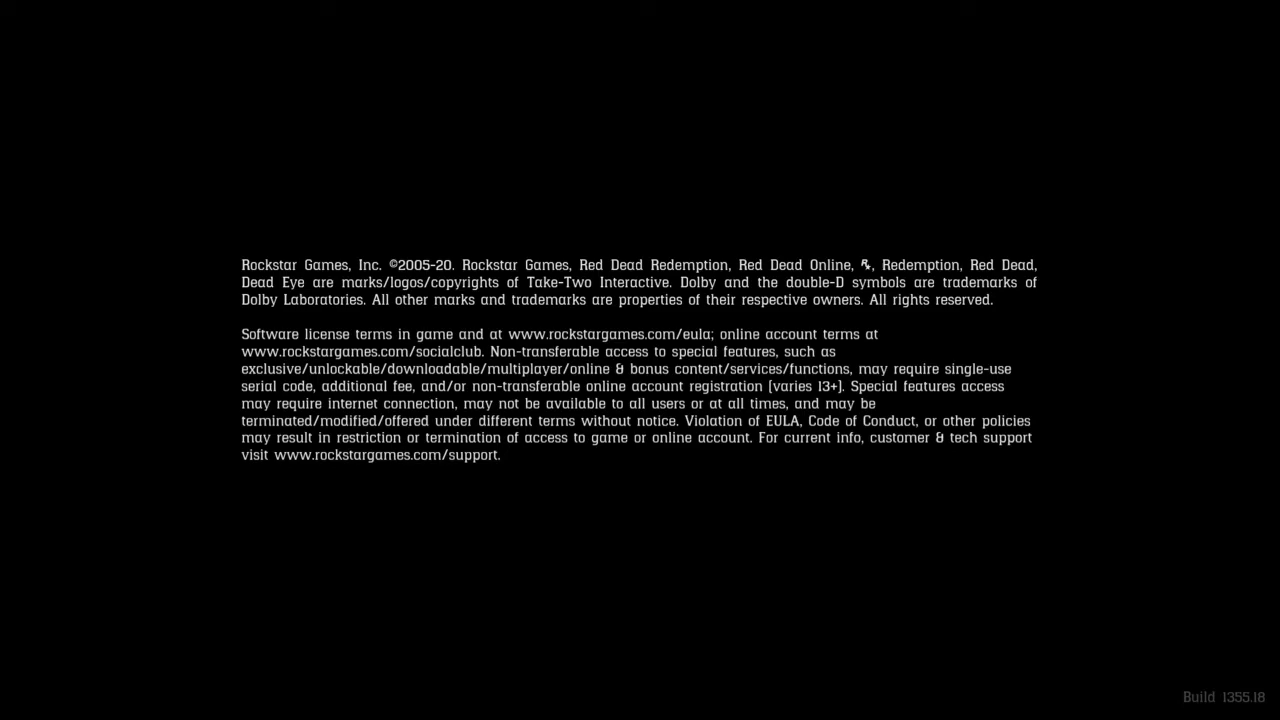 Rockstar Games, Inc. ©2005-20. Rockstar Games, Red Dead Redemption, Red Dead Online, R*, Redemption, Red Dead,
Dead Eye are marks/logos/copyrights of Take-Two Interactive. Dolby and the double-D symbols are trademarks of
Dolby Laboratories. All other marks and trademarks are properties of their respective owners. All rights reserved.
Software license terms in game and at www.rockstargames.com/eula; online account terms at
www.rockstargames.com/socialclub. Non-transferable access to special features, such as
exclusive/unlockable/downloadable/multiplayer/online & bonus content/services/functions, may require single-use
serial code, additional fee, and/or non-transferable online account registration (varies 13+). Special features access
may require internet connection, may not be available to all users or at all times, and may be
terminated/modified/offered under different terms without notice. Violation of EULA, Code of Conduct, or other policies
may result in restriction or termination of access to game or online account. For current info, customer & tech support
visit www.rockstargames.com/support.
Build 1355.18